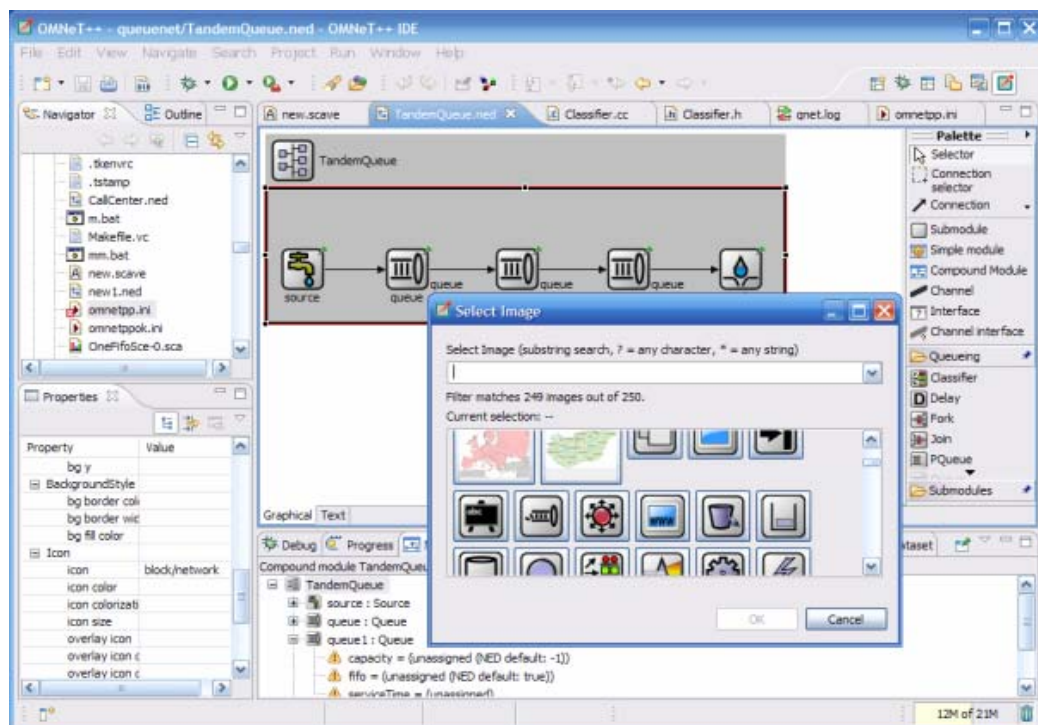 OMNeT++ - queuenet/TandemQueue.ned - OMNeT++ IDE
File Edit View Navigate Search Project Run Window Help
Navigator Outline
new.scave TandemQueue.ned Classifier.cc Classifier.h qnet.log omnetpp.ini
.tkenvrc
.tstamp
CallCenter.ned
m.bat
Makefile.vc
mm.bat
new.scave
new1.ned
omnetpp.ini
omnetppok.ini
OneFifoSce-0.sca
TandemQueue
source queue queue queue queue
Palette
Selector
Connection
selector
Connection
Submodule
Simple module
Compound Module
Channel
Interface
Channel interface
Queueing
Classifier
Delay
Fork
Join
PQueue
Submodules
Properties
Property Value
bg y
BackgroundStyle
bg border colo
bg border wid
bg fill color
Icon
icon block/network
icon color
icon colorizati
icon size
overlay icon
overlay icon c
overlay icon c
Select Image
Select Image (substring search, ? = any character, * = any string)
Filter matches 249 images out of 250.
Current selection: --
abc
www
OK Cancel
Graphical Text
Debug Progress
taset
Compound module TandemQueu
TandemQueue
source : Source
queue : Queue
queue1 : Queue
capacity = (unassigned (NED default: -1))
fifo = (unassigned (NED default: true))
serviceTime = (unassigned)
12M of 21M